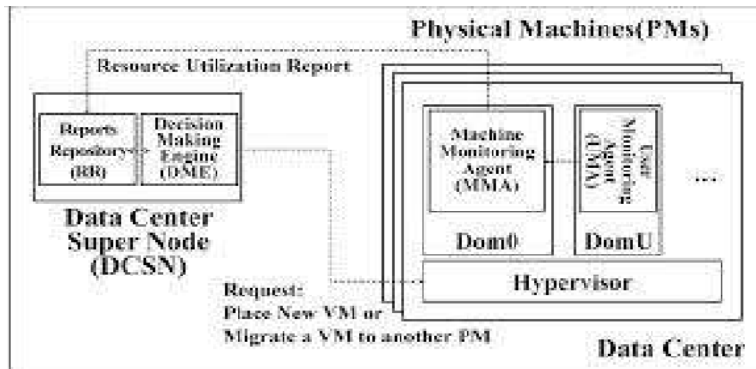 Physical Machines(PMs)
Resource Utilization Report
Reports
Repository
(RR)
Decision
Making
Engine
(DME)
Data Center
Super Node
(DCSN)
Machine
Monitoring
Agent
(MMA)
User
Monitoring
Agent
(UMA)
...
Dom0
DomU
Hypervisor
Request:
Place New VM or
Migrate a VM to another PM
Data Center